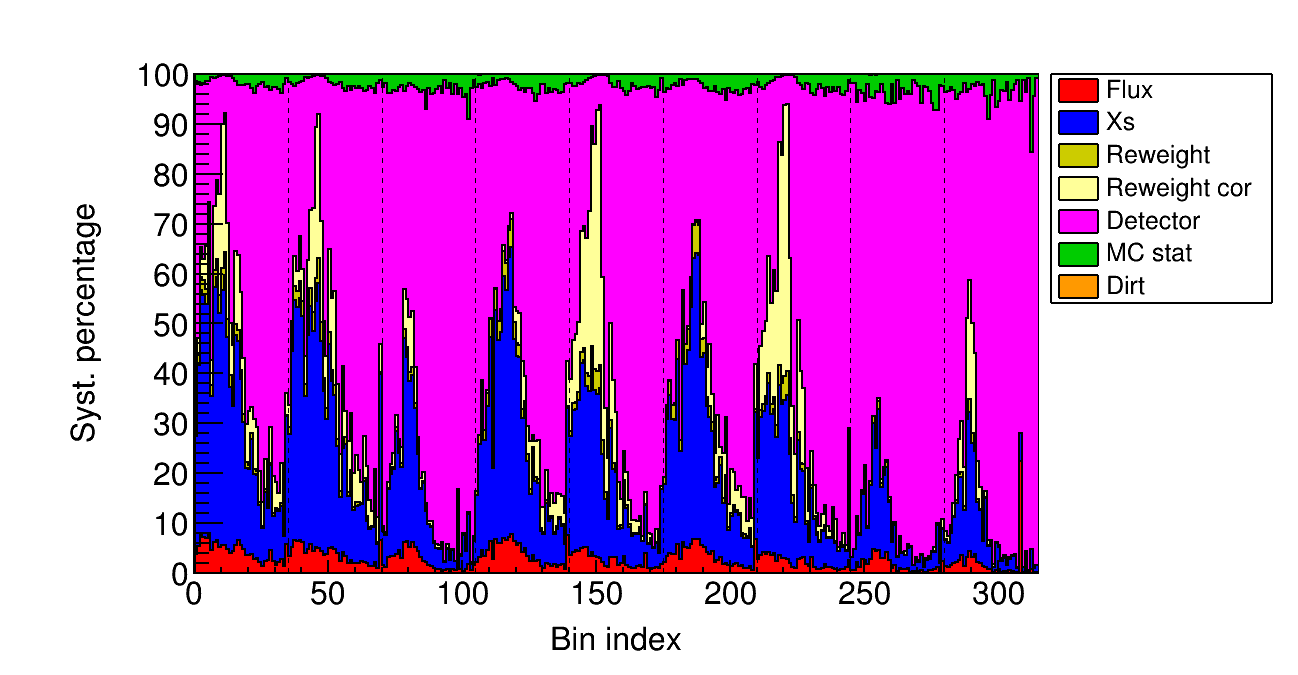 100
90
80
70
60
50
40
30
20
10
0
Syst. percentage
0 50 100 150 200 250 300
Bin index
Flux
Xs
Reweight
Reweight cor
Detector
MC stat
Dirt